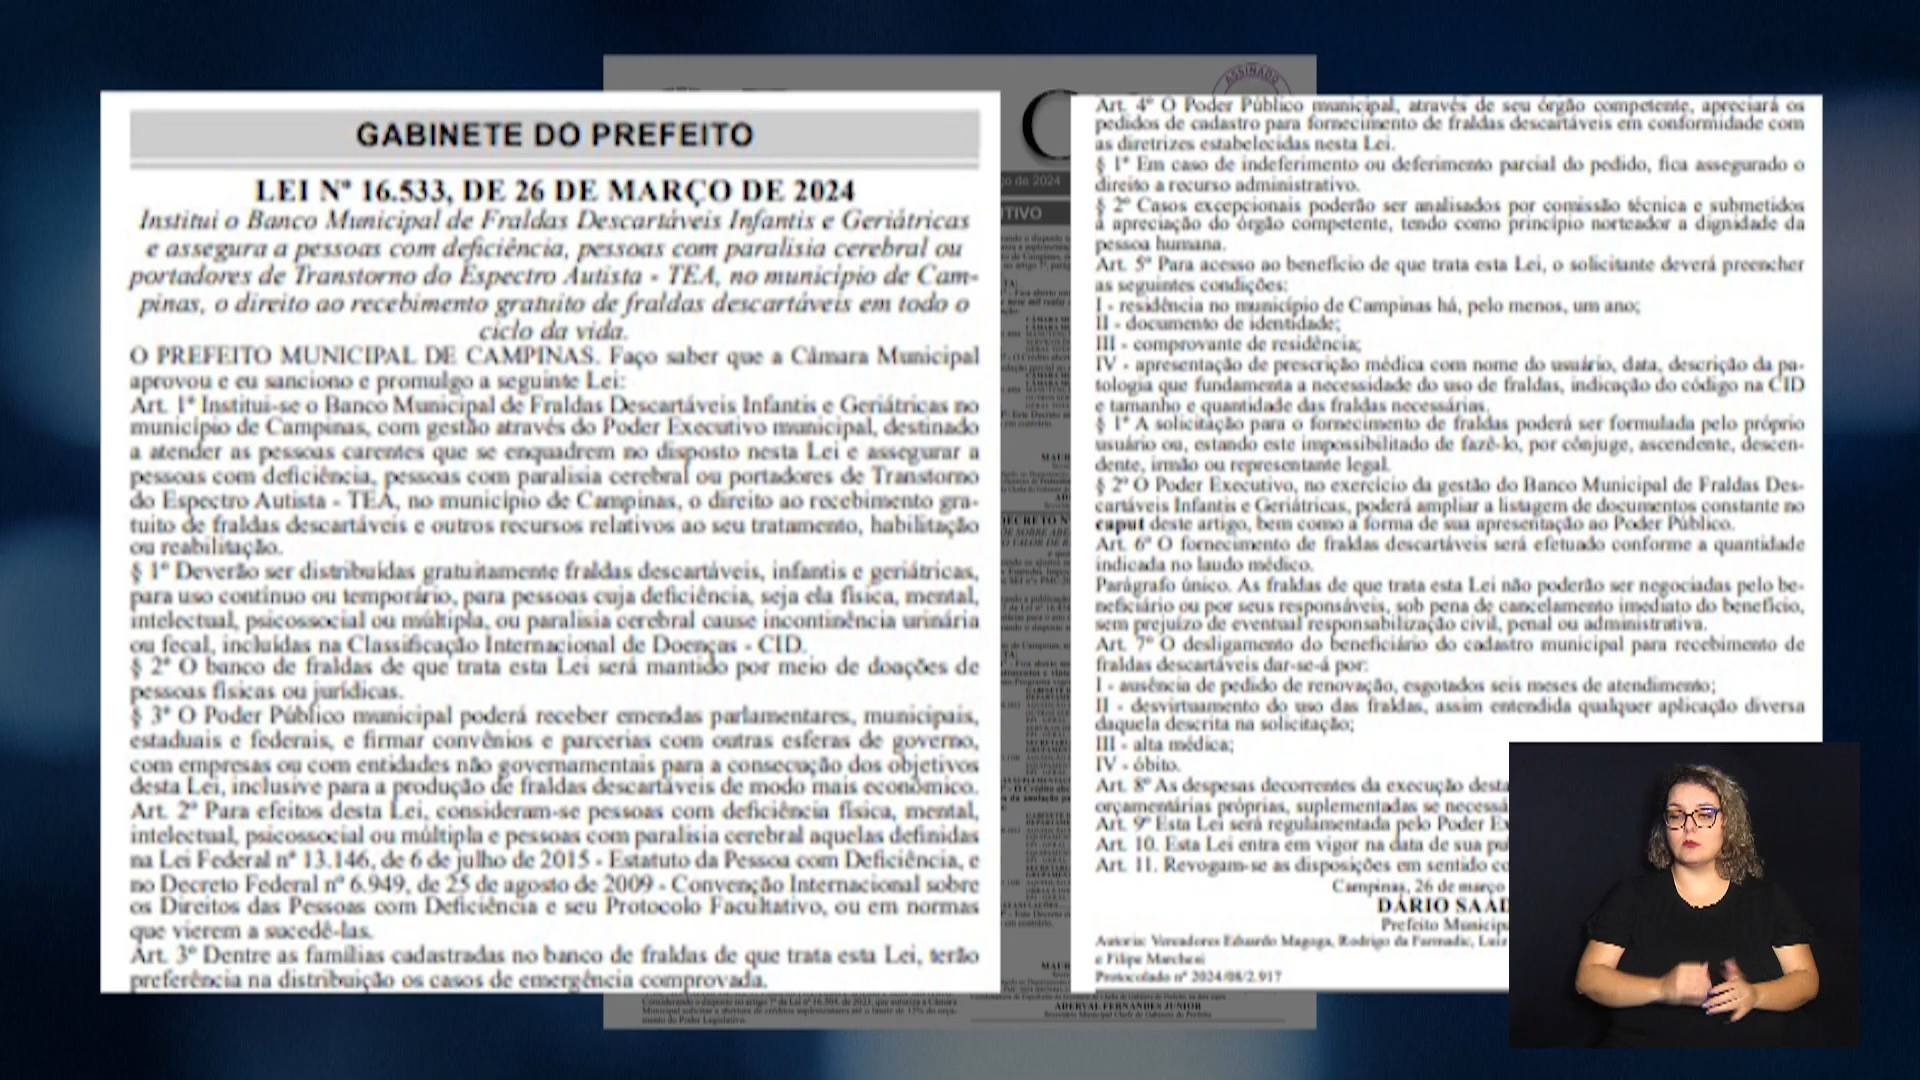 GABINETE DO PREFEITO
LEI Nº 16.533, DE 26 DE MARÇO DE 2024
Institui o Banco Municipal de Fraldas Descartáveis Infantis e Geriátricas
e assegura a pessoas com deficiência, pessoas com paralisia cerebral ou
portadores de Transtorno do Espectro Autista - TEA, no município de Cam-
pinas, o direito ao recebimento gratuito de fraldas descartáveis em todo o
ciclo da vida.
O PREFEITO MUNICIPAL DE CAMPINAS. Faço saber que a Câmara Municipal
aprovou e eu sanciono e promulgo a seguinte Lei:
Art. 1º Institui-se o Banco Municipal de Fraldas Descartáveis Infantis e Geriátricas no
município de Campinas, com gestão através do Poder Executivo municipal, destinado
a atender as pessoas carentes que se enquadrem no disposto nesta Lei e assegurar a
pessoas com deficiência, pessoas com paralisia cerebral ou portadores de Transtorno
do Espectro Autista - TEA, no município de Campinas, o direito ao recebimento gra-
tuito de fraldas descartáveis e outros recursos relativos ao seu tratamento, habilitação
ou reabilitação.
§ 1º Deverão ser distribuídas gratuitamente fraldas descartáveis, infantis e geriátricas,
para uso contínuo ou temporário, para pessoas cuja deficiência, seja ela física, mental,
intelectual, psicossocial ou múltipla, ou paralisia cerebral cause incontinência urinária
ou fecal, incluídas na Classificação Internacional de Doenças - CID.
§ 2º O banco de fraldas de que trata esta Lei será mantido por meio de doações de
pessoas físicas ou jurídicas.
§ 3º O Poder Público municipal poderá receber emendas parlamentares, municipais,
estaduais e federais, e firmar convênios e parcerias com outras esferas de governo,
com empresas ou com entidades não governamentais para a consecução dos objetivos
desta Lei, inclusive para a produção de fraldas descartáveis de modo mais econômico.
Art. 2º Para efeitos desta Lei, consideram-se pessoas com deficiência física, mental,
intelectual, psicossocial ou múltipla e pessoas com paralisia cerebral aquelas definidas
na Lei Federal nº 13.146, de 6 de julho de 2015 - Estatuto da Pessoa com Deficiência, e
no Decreto Federal nº 6.949, de 25 de agosto de 2009 - Convenção Internacional sobre
os Direitos das Pessoas com Deficiência e seu Protocolo Facultativo, ou em normas
que vierem a sucedê-las.
Art. 3º Dentre as famílias cadastradas no banco de fraldas de que trata esta Lei, terão
preferência na distribuição os casos de emergência comprovada.
Art. 4º O Poder Público municipal, através de seu órgão competente, apreciará os
pedidos de cadastro para fornecimento de fraldas descartáveis em conformidade com
as diretrizes estabelecidas nesta Lei.
§ 1º Em caso de indeferimento ou deferimento parcial do pedido, fica assegurado o
direito a recurso administrativo.
§ 2º Casos excepcionais poderão ser analisados por comissão técnica e submetidos
à apreciação do órgão competente, tendo como princípio norteador a dignidade da
pessoa humana.
Art. 5º Para acesso ao benefício de que trata esta Lei, o solicitante deverá preencher
as seguintes condições:
I - residência no município de Campinas há, pelo menos, um ano;
II - documento de identidade;
III - comprovante de residência;
IV - apresentação de prescrição médica com nome do usuário, data, descrição da pa-
tologia que fundamenta a necessidade do uso de fraldas, indicação do código na CID
e tamanho e quantidade das fraldas necessárias.
§ 1º A solicitação para o fornecimento de fraldas poderá ser formulada pelo próprio
usuário ou, estando este impossibilitado de fazê-lo, por cônjuge, ascendente, descen-
dente, irmão ou representante legal.
§ 2º O Poder Executivo, no exercício da gestão do Banco Municipal de Fraldas Des-
cartáveis Infantis e Geriátricas, poderá ampliar a listagem de documentos constante no
caput deste artigo, bem como a forma de sua apresentação ao Poder Público.
Art. 6º O fornecimento de fraldas descartáveis será efetuado conforme a quantidade
indicada no laudo médico.
Parágrafo único. As fraldas de que trata esta Lei não poderão ser negociadas pelo be-
neficiário ou por seus responsáveis, sob pena de cancelamento imediato do benefício,
sem prejuízo de eventual responsabilização civil, penal ou administrativa.
Art. 7º O desligamento do beneficiário do cadastro municipal para recebimento de
fraldas descartáveis dar-se-á por:
I - ausência de pedido de renovação, esgotados seis meses de atendimento;
II - desvirtuamento do uso das fraldas, assim entendida qualquer aplicação diversa
daquela descrita na solicitação;
III - alta médica;
IV - óbito.
Art. 8º As despesas decorrentes da execução desta
orçamentárias próprias, suplementadas se necessá
Art. 9º Esta Lei será regulamentada pelo Poder Ex
Art. 10. Esta Lei entra em vigor na data de sua pu
Art. 11. Revogam-se as disposições em sentido co
Campinas, 26 de março
DÁRIO SAAD
Prefeito Municip
Autoria: Vereadores Eduardo Magoga, Rodrigo da Farmadic, Luiz
e Filipe Marchesi
Protocolado nº 2024/08/2.917
ASSINADO
ço de 2024
TIVO
ADERVAL FERNANDES JUNIOR
Secretário Municipal Chefe de Gabinete do Prefeito